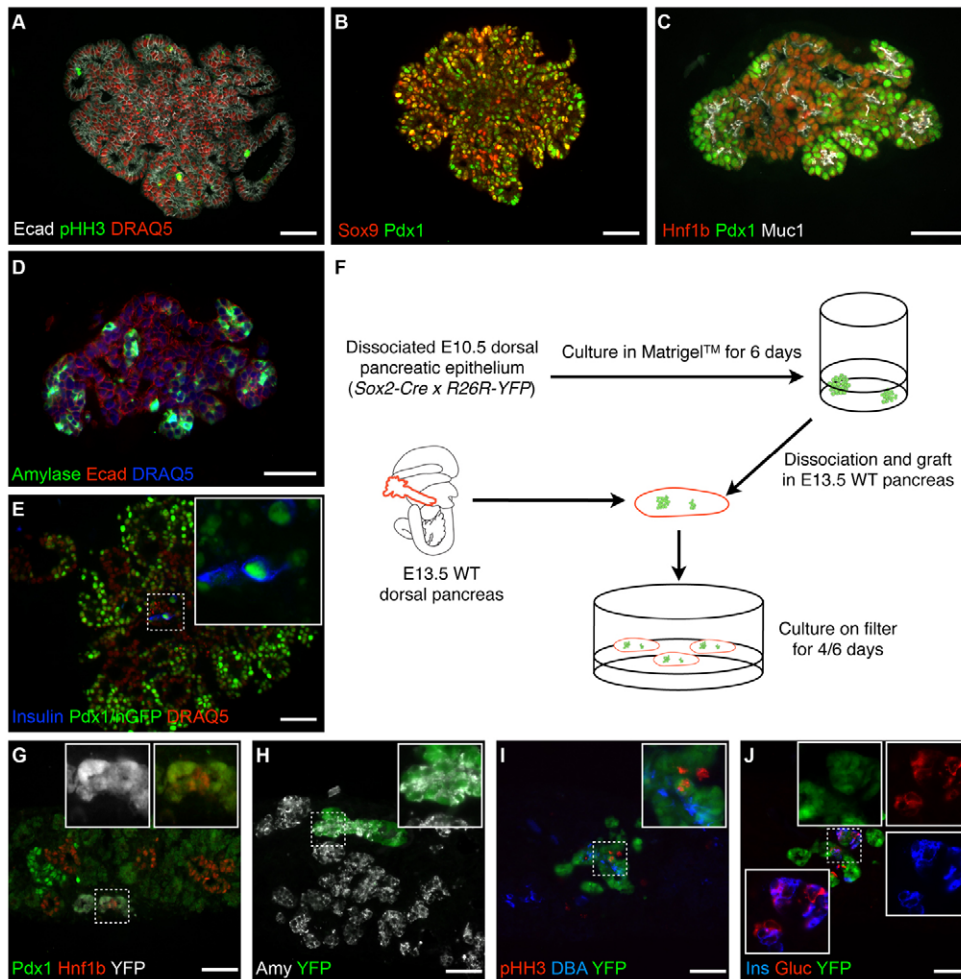 A
Ecad pHH3 DRAQ5
B
Sox9 Pdx1
C
Hnf1b Pdx1 Muc1
D
Amylase Ecad DRAQ5
E
Insulin Pdx1/nGFP DRAQ5
F
Dissociated E10.5 dorsal
pancreatic epithelium
(Sox2-Cre x R26R-YFP)
Culture in Matrigel™ for 6 days
Dissociation and graft
in E13.5 WT pancreas
E13.5 WT
dorsal pancreas
Culture on filter
for 4/6 days
G
Pdx1 Hnf1b YFP
H
Amy YFP
I
pHH3 DBA YFP
J
Ins Gluc YFP